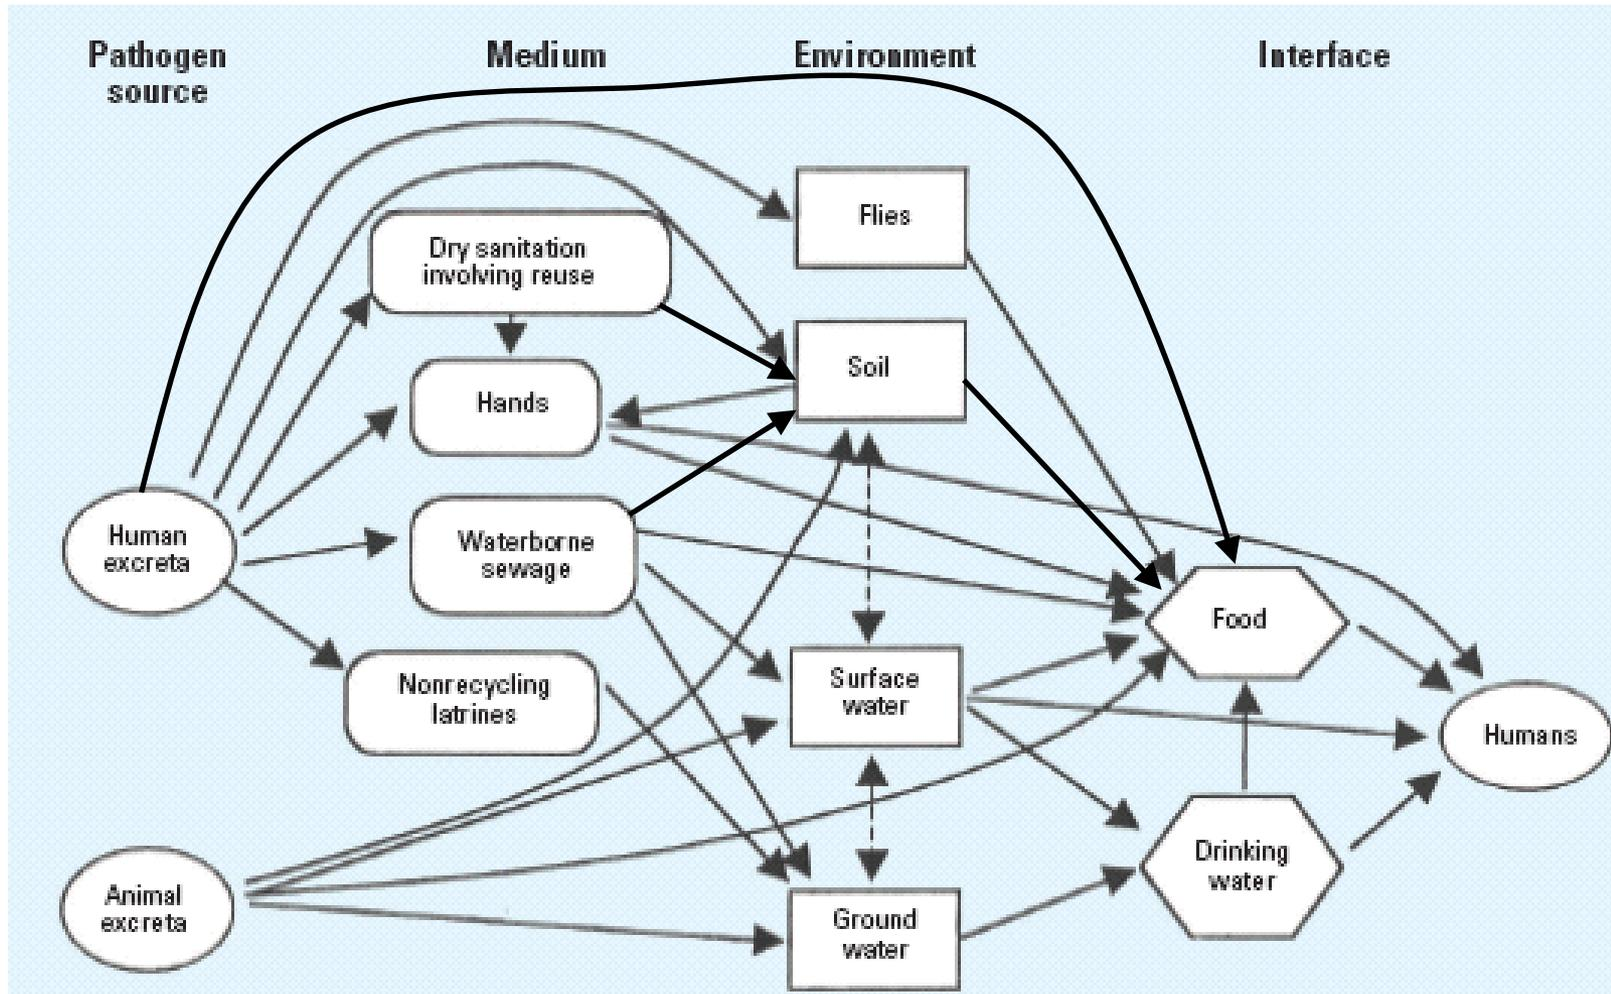 Pathogen
source
Medium
Environment
Interface
Flies
Dry sanitation
involving reuse
Soil
Hands
Human
excreta
Waterborne
sewage
Food
Nonrecycling
latrines
Surface
water
Humans
Drinking
water
Animal
excreta
Ground
water